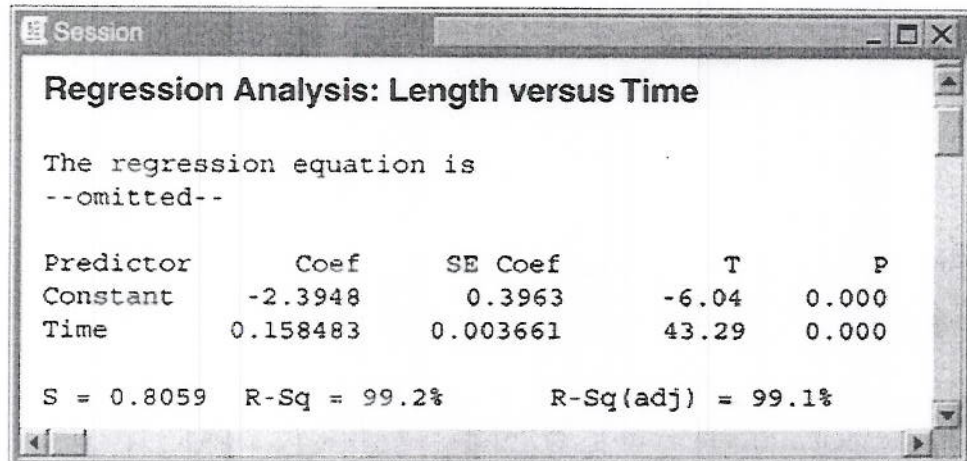 Session
Regression Analysis: Length versus Time
The regression equation is
--omitted--
Predictor Coef SE Coef T P
Constant -2.3948 0.3963 -6.04 0.000
Time 0.158483 0.003661 43.29 0.000
S = 0.8059 R-Sq = 99.2% R-Sq(adj) = 99.1%